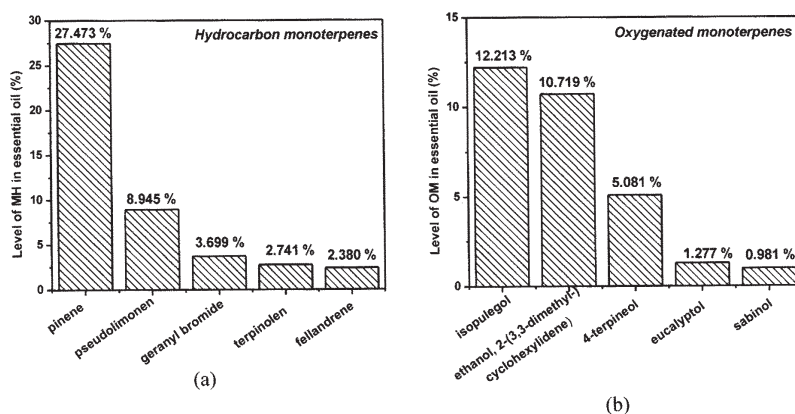 Hydrocarbon monoterpenes
Level of MH in essential oil (%)
30
25
20
15
10
5
0
27.473 %
8.945 %
3.699 %
2.741 %
2.380 %
pinene
pseudolimonen
geranyl bromide
terpinolen
fellandrene
(a)
Oxygenated monoterpenes
Level of OM in essential oil (%)
15
10
5
0
12.213 %
10.719 %
5.081 %
1.277 %
0.981 %
isopulegol
ethanol, 2-(3,3-dimethyl-)
cyclohexylidene)
4-terpineol
eucalyptol
sabinol
(b)